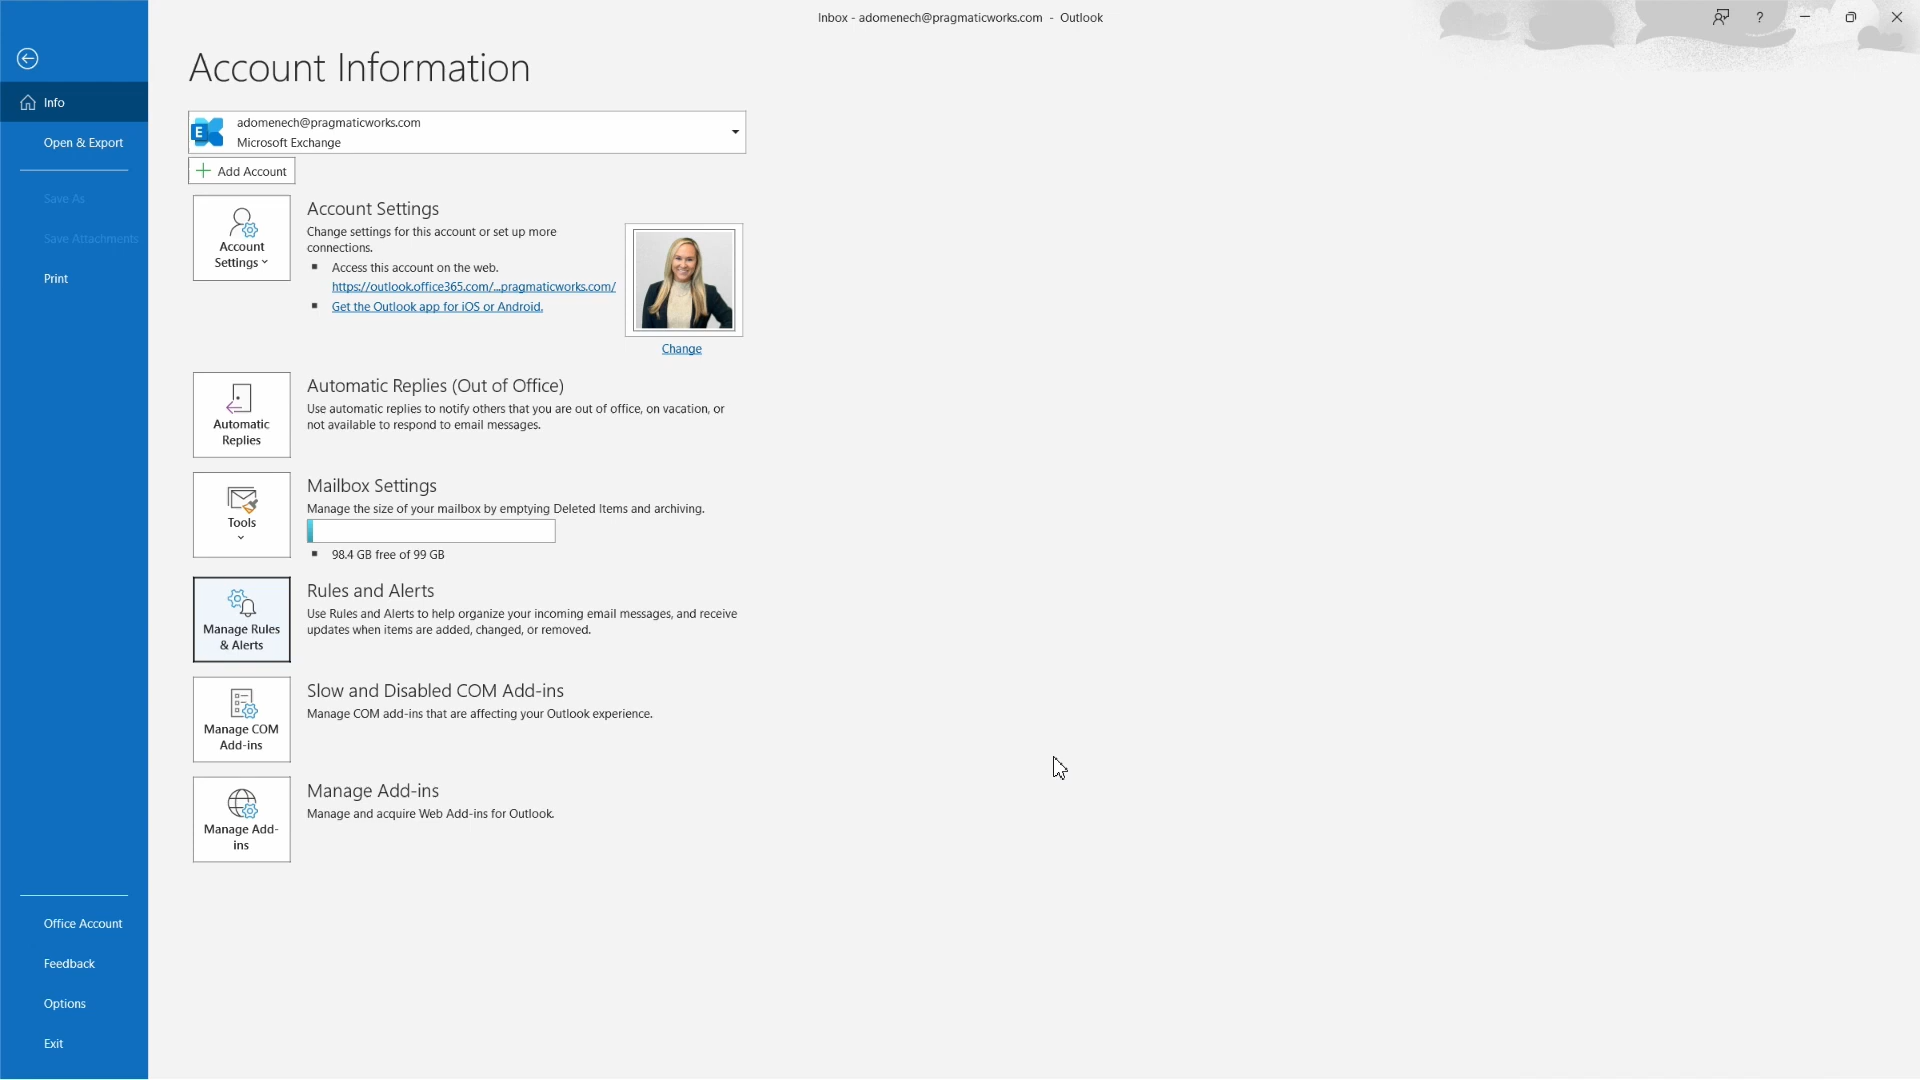 Inbox - adomenech@pragmaticworks.com - Outlook
?
Account Information
Info
Open & Export
Save As
Save Attachments
Print
Office Account
Feedback
Options
Exit
E
adomenech@pragmaticworks.com
Microsoft Exchange
Add Account
Account
Settings
Account Settings
Change settings for this account or set up more
connections.
Access this account on the web.
https://outlook.office365.com/...pragmaticworks.com/
Get the Outlook app for iOS or Android.
Change
Automatic
Replies
Automatic Replies (Out of Office)
Use automatic replies to notify others that you are out of office, on vacation, or
not available to respond to email messages.
Tools
Mailbox Settings
Manage the size of your mailbox by emptying Deleted Items and archiving.
98.4 GB free of 99 GB
Manage Rules
& Alerts
Rules and Alerts
Use Rules and Alerts to help organize your incoming email messages, and receive
updates when items are added, changed, or removed.
Manage COM
Add-ins
Slow and Disabled COM Add-ins
Manage COM add-ins that are affecting your Outlook experience.
Manage Add-
ins
Manage Add-ins
Manage and acquire Web Add-ins for Outlook.